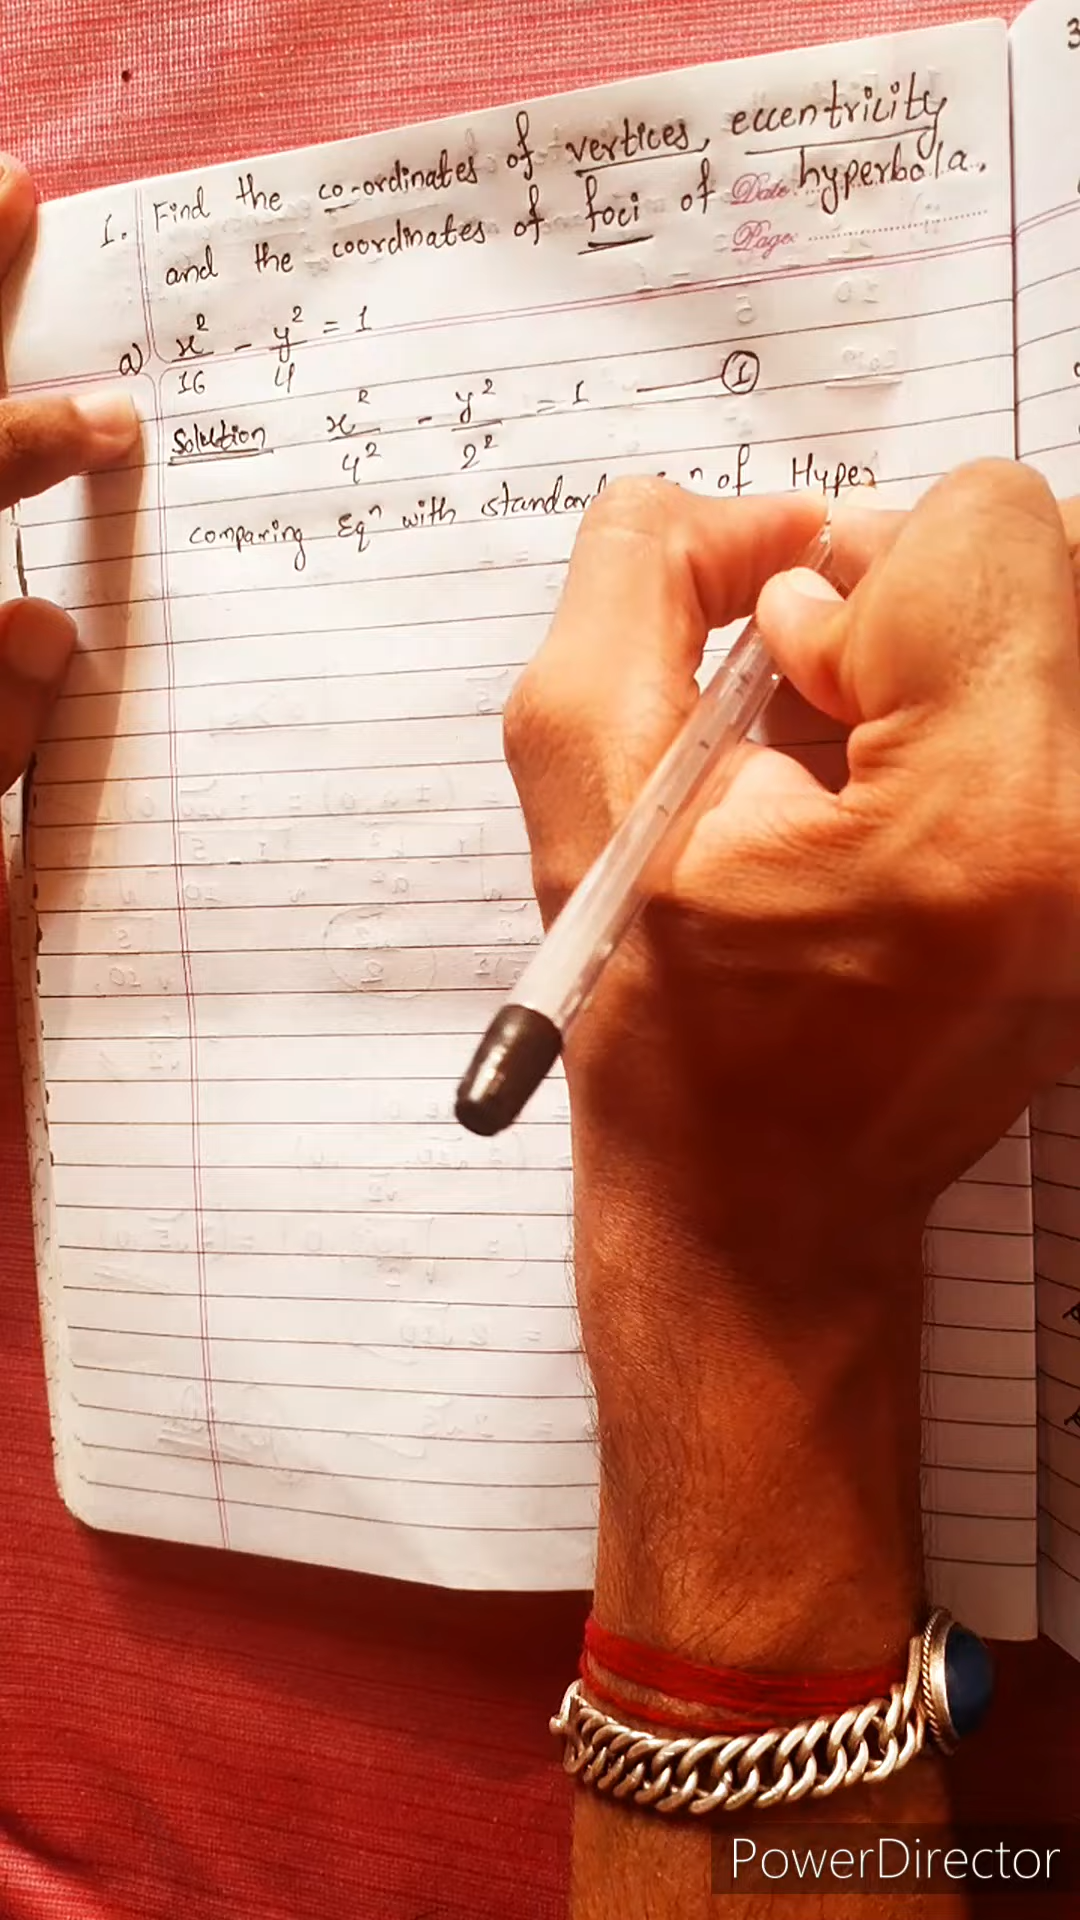 1. Find the co-ordinates of vertices, eccentricity
and the coordinates of foci of hyperbola.
Date:
Page:
a) x²/16 - y²/4 = 1
Solution x²/4² - y²/2² = 1 —— ①
comparing Eqⁿ with standard of Hyper
3
PowerDirector